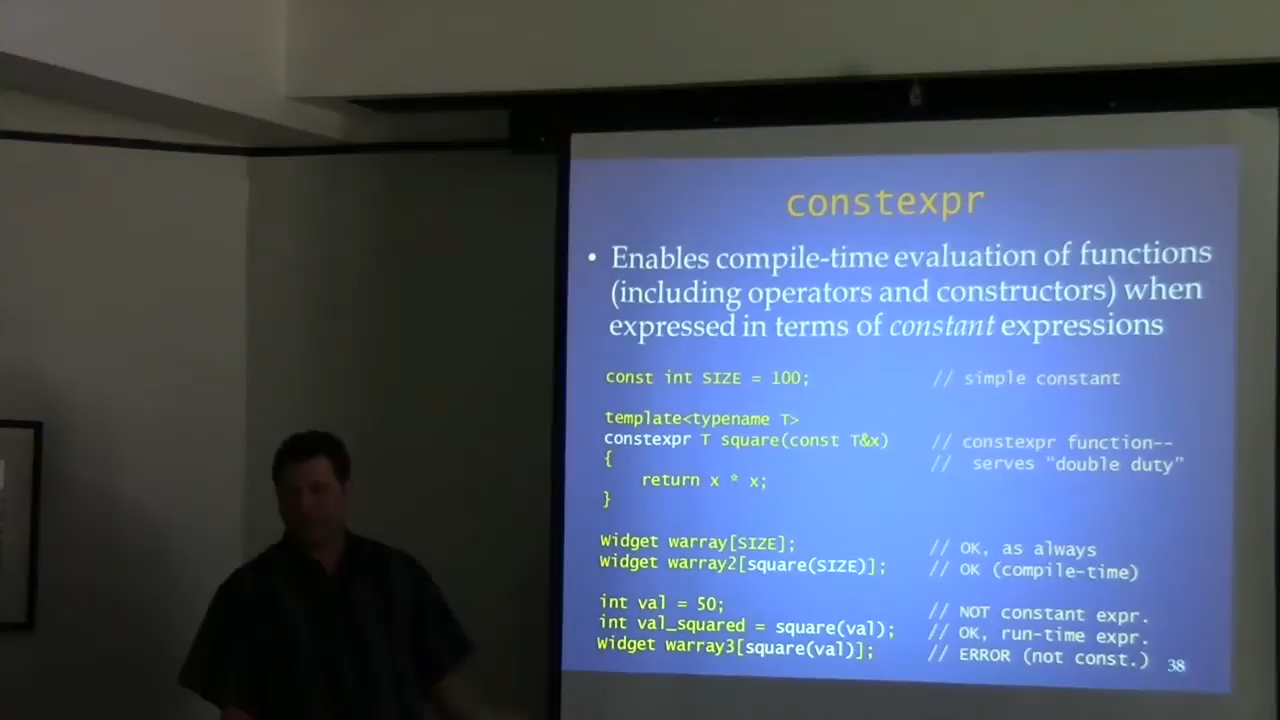 constexpr
• Enables compile-time evaluation of functions
(including operators and constructors) when
expressed in terms of constant expressions
const int SIZE = 100; // simple constant
template<typename T>
constexpr T square(const T&x) // constexpr function--
{ // serves "double duty"
return x * x;
}
Widget warray[SIZE]; // OK, as always
Widget warray2[square(SIZE)]; // OK (compile-time)
int val = 50; // NOT constant expr.
int val_squared = square(val); // OK, run-time expr.
Widget warray3[square(val)]; // ERROR (not const.)
38